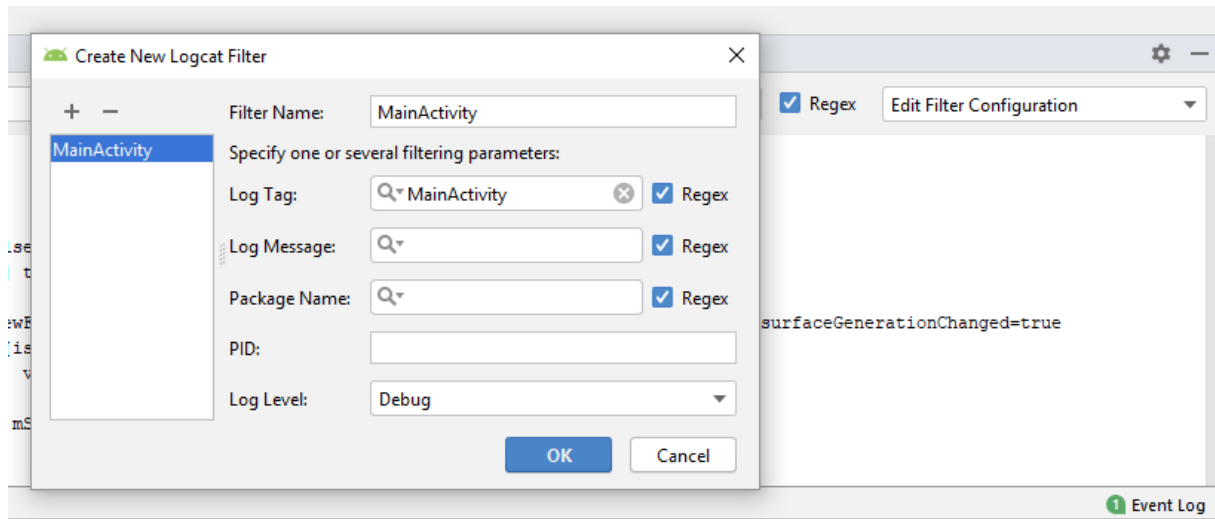 Create New Logcat Filter
Regex
Edit Filter Configuration
Filter Name:
MainActivity
MainActivity
Specify one or several filtering parameters:
Log Tag:
MainActivity
Regex
Log Message:
Regex
Package Name:
Regex
surfaceGenerationChanged=true
PID:
Log Level:
Debug
OK
Cancel
1 Event Log